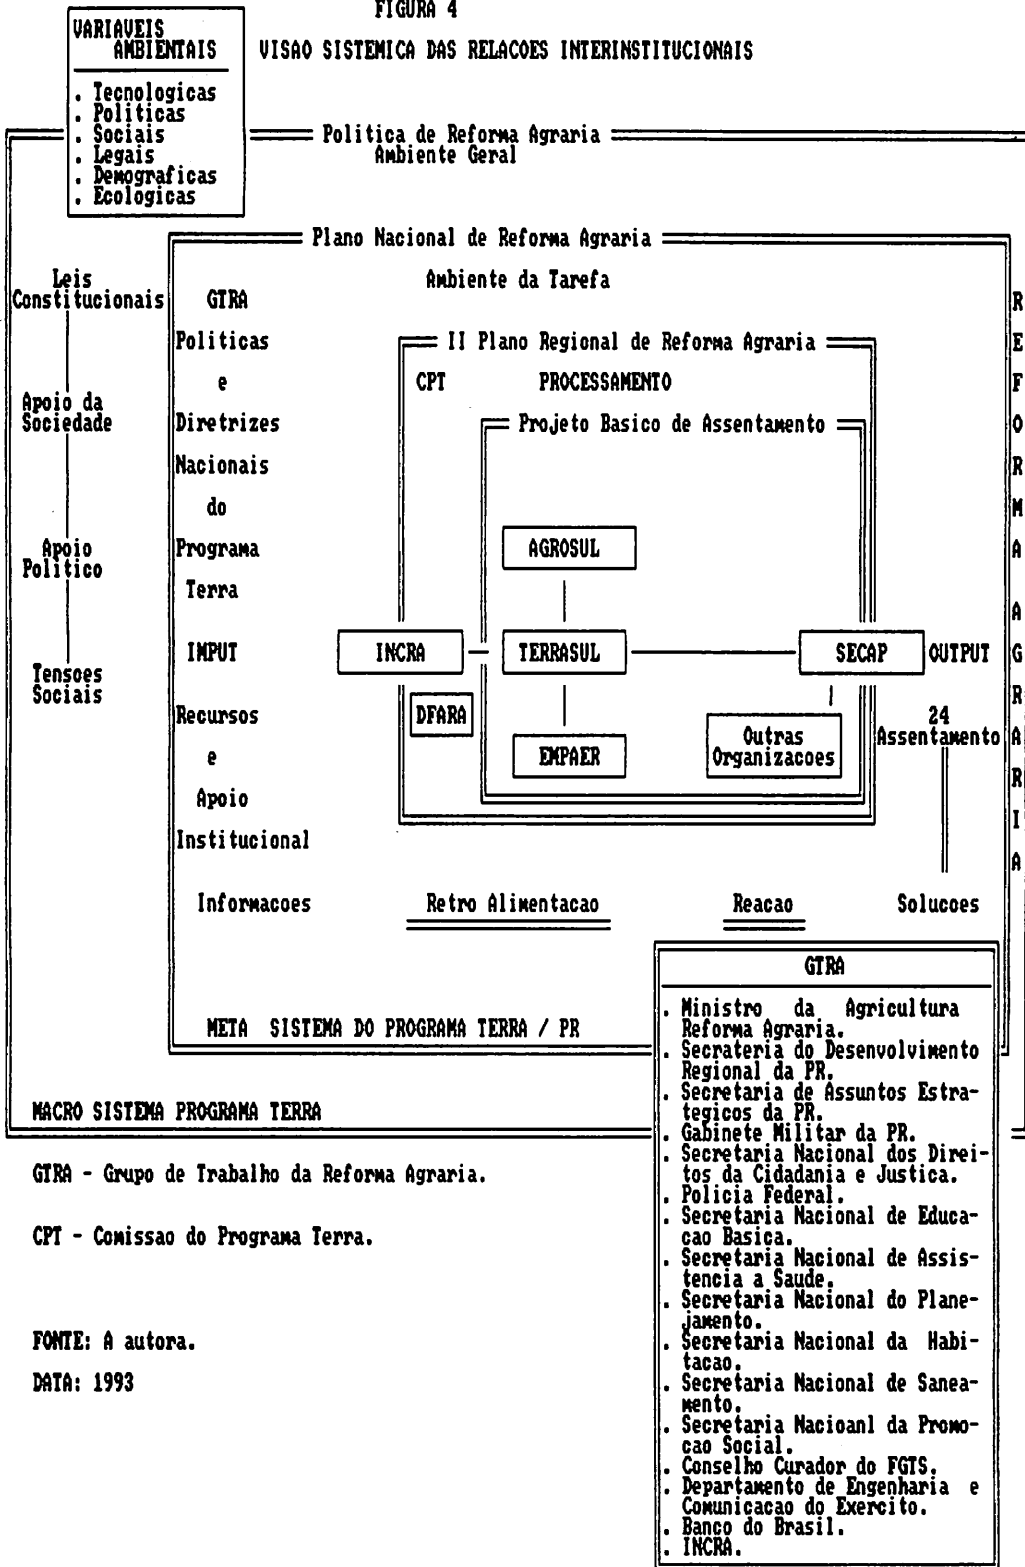 FIGURA 4
VISAO SISTEMICA DAS RELACOES INTERINSTITUCIONAIS
VARIAVEIS
AMBIENTAIS
. Tecnologicas
. Politicas
. Sociais
. Legais
. Demograficas
. Ecologicas
Politica de Reforma Agraria
Ambiente Geral
Plano Nacional de Reforma Agraria
Ambiente da Tarefa
Leis
Constitucionais
Apoio da
Sociedade
Apoio
Politico
Tensoes
Sociais
GTRA
Politicas
e
Diretrizes
Nacionais
do
Programa
Terra
IMPUT
Recursos
e
Apoio
Institucional
Informacoes
II Plano Regional de Reforma Agraria
CPT
PROCESSAMENTO
Projeto Basico de Assentamento
AGROSUL
INCRA
TERRASUL
SECAP
OUTPUT
DFARA
EMPAER
Outras
Organizacoes
24
Assentamento
Retro Alimentacao
Reacao
Solucoes
R
E
F
O
R
M
A
A
G
R
A
R
I
A
META SISTEMA DO PROGRAMA TERRA / PR
MACRO SISTEMA PROGRAMA TERRA
GTRA
. Ministro da Agricultura
Reforma Agraria.
. Secrateria do Desenvolvimento
Regional da PR.
. Secretaria de Assuntos Estra-
tegicos da PR.
. Gabinete Militar da PR.
. Secretaria Nacional dos Direi-
tos da Cidadania e Justica.
. Policia Federal.
. Secretaria Nacional de Educa-
cao Basica.
. Secretaria Nacional de Assis-
tencia a Saude.
. Secretaria Nacional do Plane-
jamento.
. Secretaria Nacional da Habi-
tacao.
. Secretaria Nacional de Sanea-
mento.
. Secretaria Nacioanl da Promo-
cao Social.
. Conselho Curador do FGTS.
. Departamento de Engenharia e
Comunicacao do Exercito.
. Banco do Brasil.
. INCRA.
GTRA - Grupo de Trabalho da Reforma Agraria.
CPT - Comissao do Programa Terra.
FONTE: A autora.
DATA: 1993